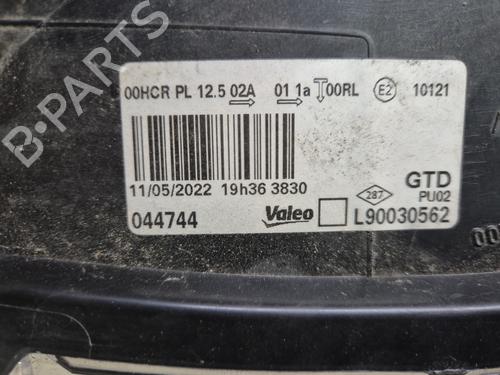 00HCR PL 12.5 02A 01 1a 00RL E2 10121
11/05/2022 19h36 3830
287 GTD
PU02
044744 Valeo L90030562
B-PARTS